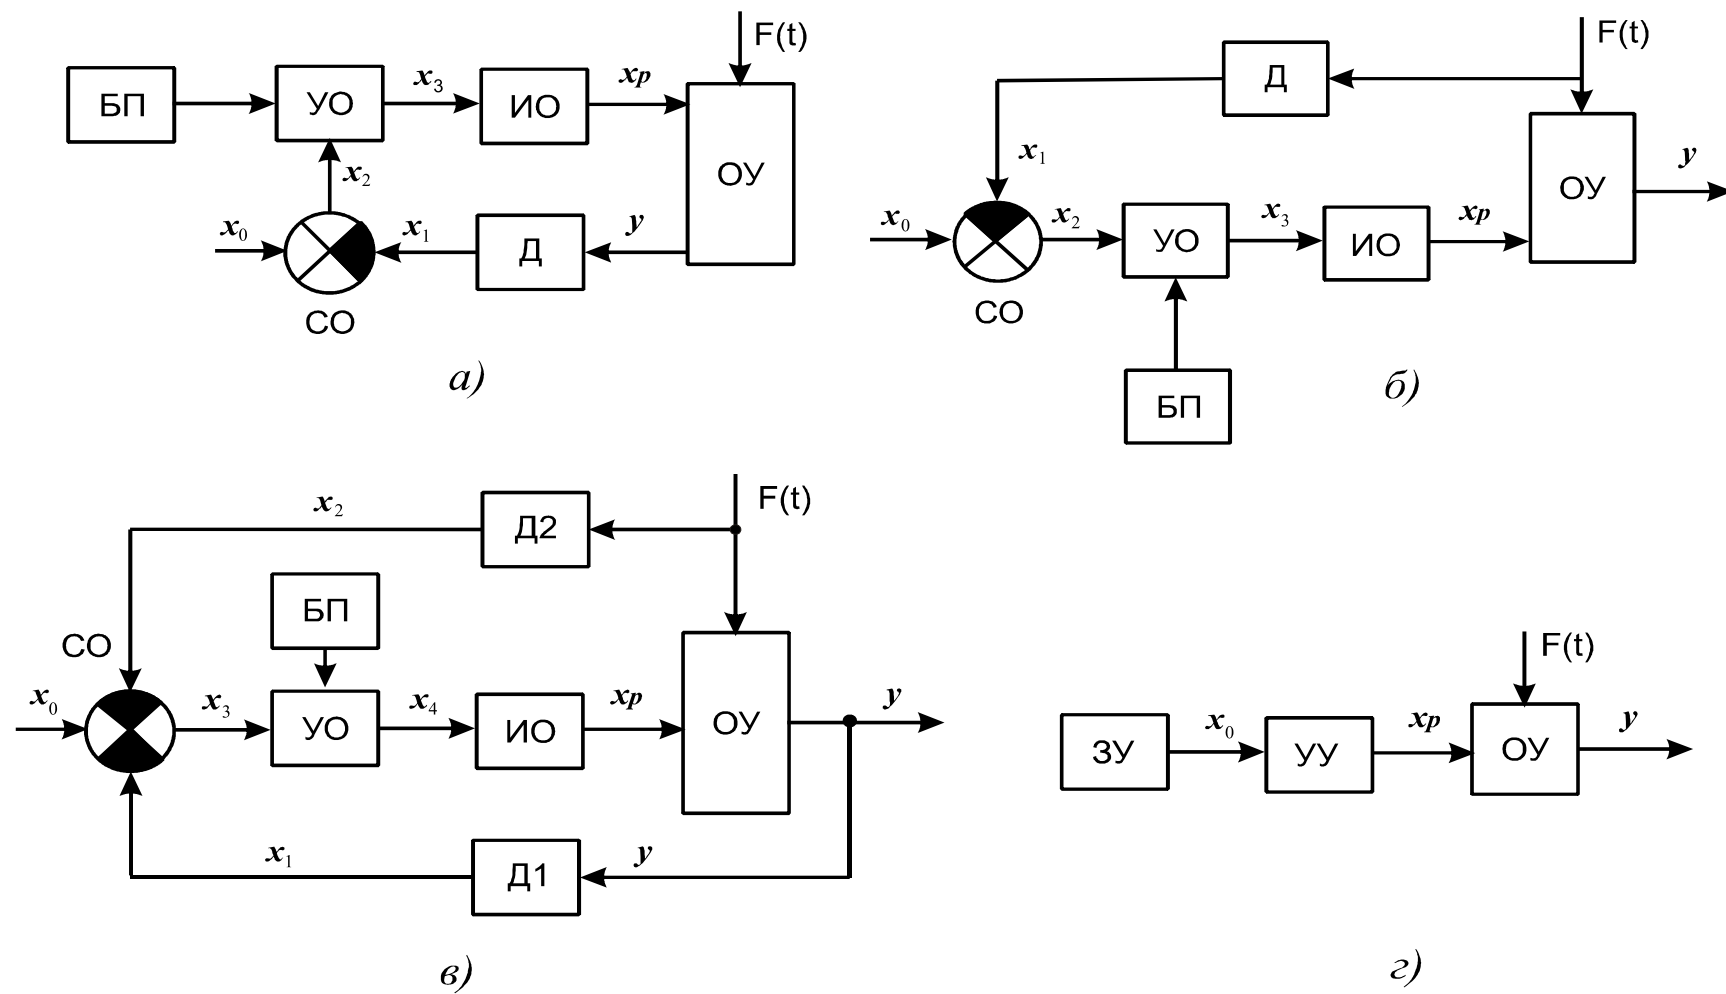 F(t)
БП
УО
x₃
ИО
xp
ОУ
x₂
x₀
x₁
Д
y
СО
а)
F(t)
Д
x₁
x₀
x₂
УО
x₃
ИО
xp
ОУ
y
СО
БП
б)
F(t)
x₂
Д2
БП
СО
x₀
x₃
УО
x₄
ИО
xp
ОУ
y
x₁
Д1
y
в)
F(t)
ЗУ
x₀
УУ
xp
ОУ
y
г)